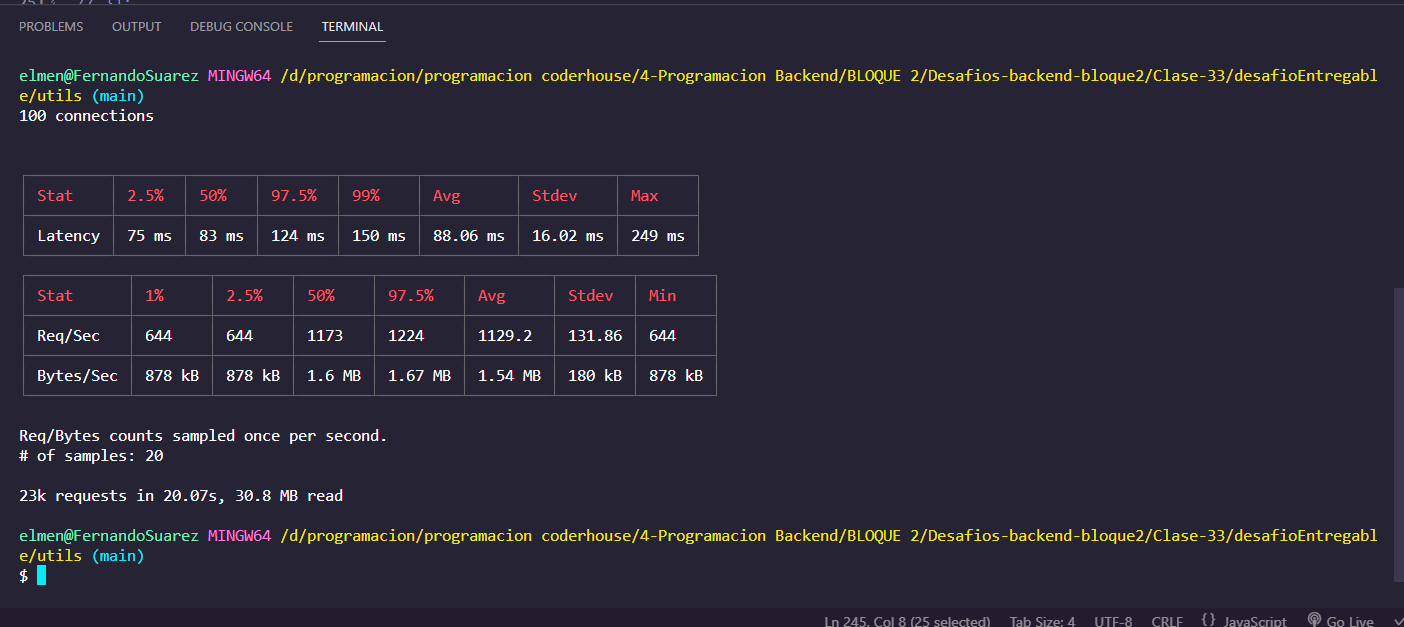 PROBLEMS OUTPUT DEBUG CONSOLE TERMINAL
elmen@FernandoSuarez MINGW64 /d/programacion/programacion coderhouse/4-Programacion Backend/BLOQUE 2/Desafios-backend-bloque2/Clase-33/desafioEntregabl
e/utils (main)
100 connections
Stat 2.5% 50% 97.5% 99% Avg Stdev Max
Latency 75 ms 83 ms 124 ms 150 ms 88.06 ms 16.02 ms 249 ms
Stat 1% 2.5% 50% 97.5% Avg Stdev Min
Req/Sec 644 644 1173 1224 1129.2 131.86 644
Bytes/Sec 878 kB 878 kB 1.6 MB 1.67 MB 1.54 MB 180 kB 878 kB
Req/Bytes counts sampled once per second.
# of samples: 20
23k requests in 20.07s, 30.8 MB read
elmen@FernandoSuarez MINGW64 /d/programacion/programacion coderhouse/4-Programacion Backend/BLOQUE 2/Desafios-backend-bloque2/Clase-33/desafioEntregabl
e/utils (main)
$
Ln 245, Col 8 (25 selected) Tab Size: 4 UTF-8 CRLF {} JavaScript Go Live